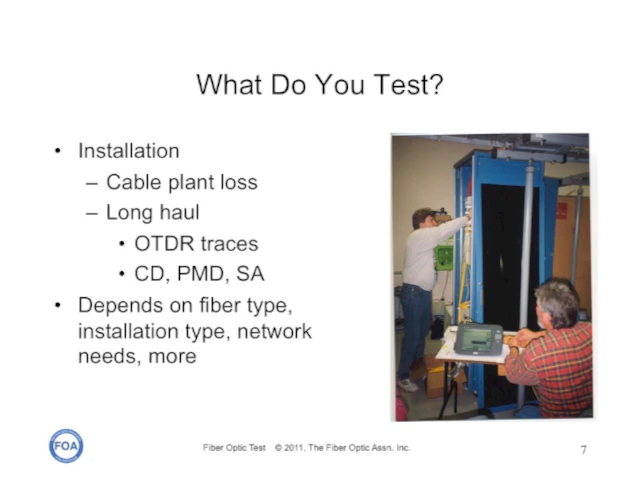 What Do You Test?
• Installation
– Cable plant loss
– Long haul
• OTDR traces
• CD, PMD, SA
• Depends on fiber type,
installation type, network
needs, more
FOA
Fiber Optic Test © 2011, The Fiber Optic Assn. Inc.
7